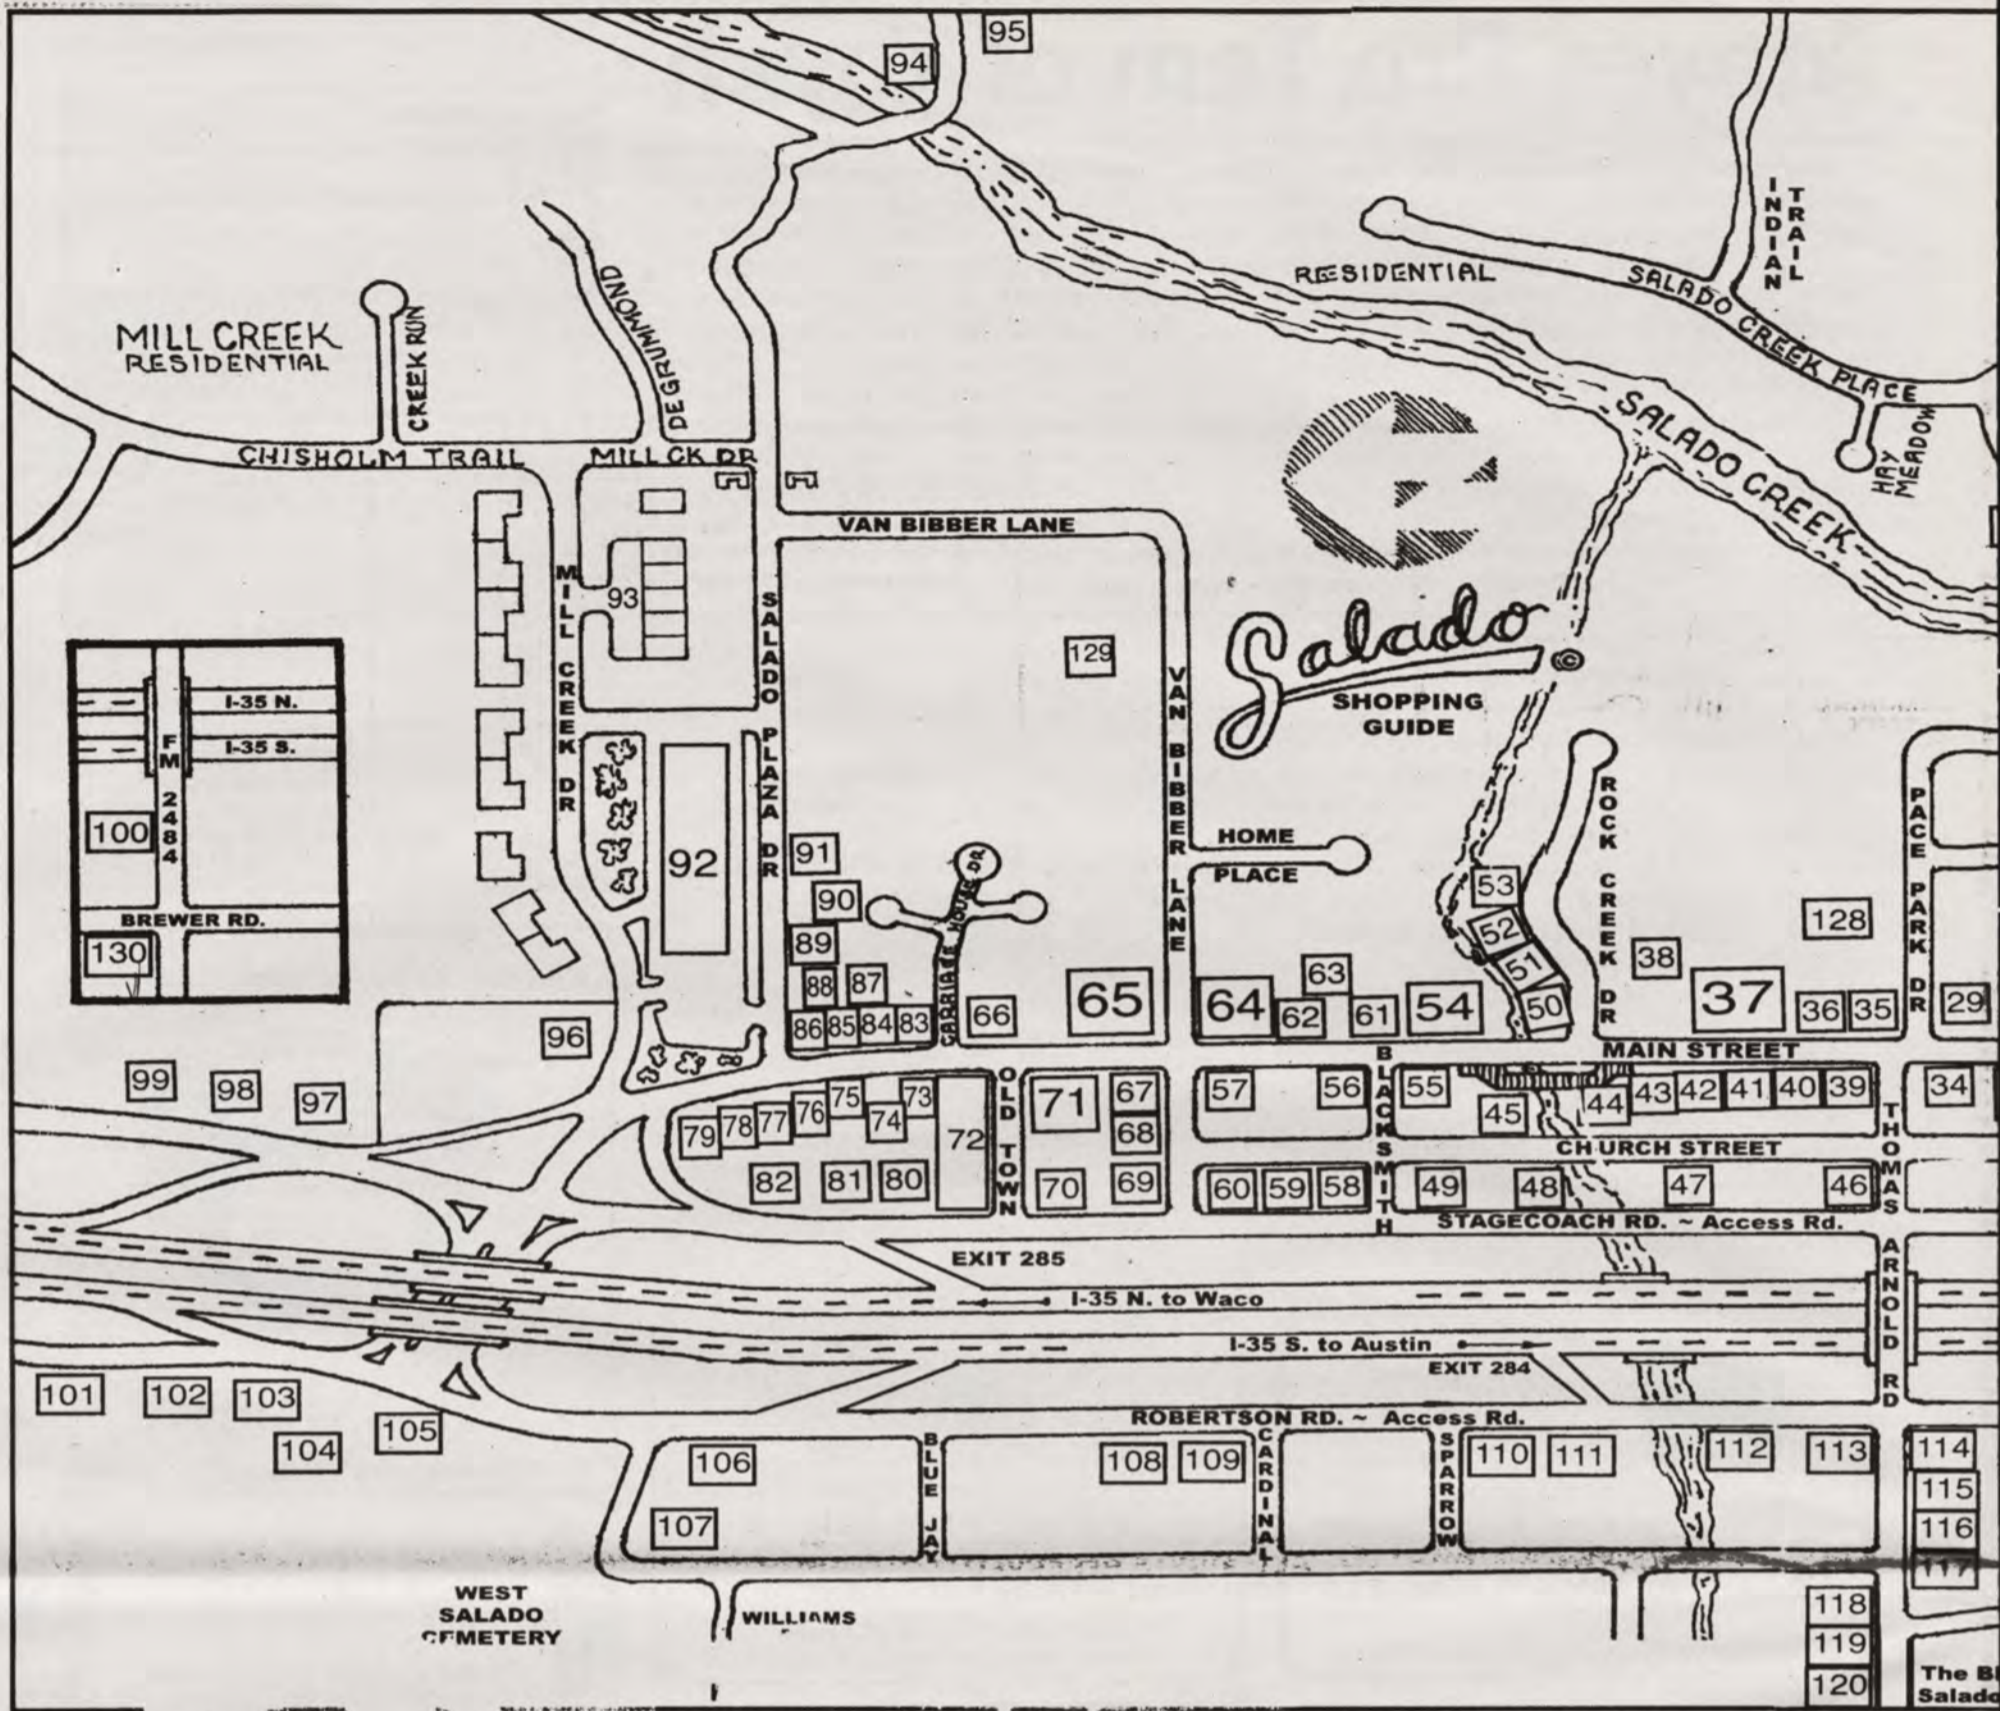 94
95
INDIAN
TRAIL
RESIDENTIAL
SALADO CREEK PLACE
HAY
MEADOW
SALADO CREEK
MILL CREEK
RESIDENTIAL
CREEK RUN
DEGRUMMOND
CHISHOLM TRAIL
MILL CK DR
VAN BIBBER LANE
93
MILL CREEK DR
SALADO PLAZA DR
129
VAN BIBBER LANE
Salado
©
SHOPPING
GUIDE
I-35 N.
I-35 S.
FM 2484
100
BREWER RD.
130
HOME
PLACE
ROCK CREEK DR
PACE PARK DR
92
91
90
89
88
87
86
85
84
83
CARRIAGE HOUSE DR
66
65
64
63
62
61
54
53
52
51
50
38
128
37
36
35
29
96
99
98
97
MAIN STREET
79
78
77
76
75
74
73
72
OLD TOWN
71
67
68
57
56
BLACKSMITH
55
45
44
43
42
41
40
39
34
CHURCH STREET
THOMAS ARNOLD RD
82
81
80
70
69
60
59
58
49
48
47
46
STAGECOACH RD. ~ Access Rd.
EXIT 285
I-35 N. to Waco
I-35 S. to Austin
EXIT 284
101
102
103
104
105
ROBERTSON RD. ~ Access Rd.
106
107
BLUE JAY
108
109
CARDINAL
SPARROW
110
111
112
113
114
115
116
117
WEST
SALADO
CEMETERY
WILLIAMS
118
119
120
The
Salado